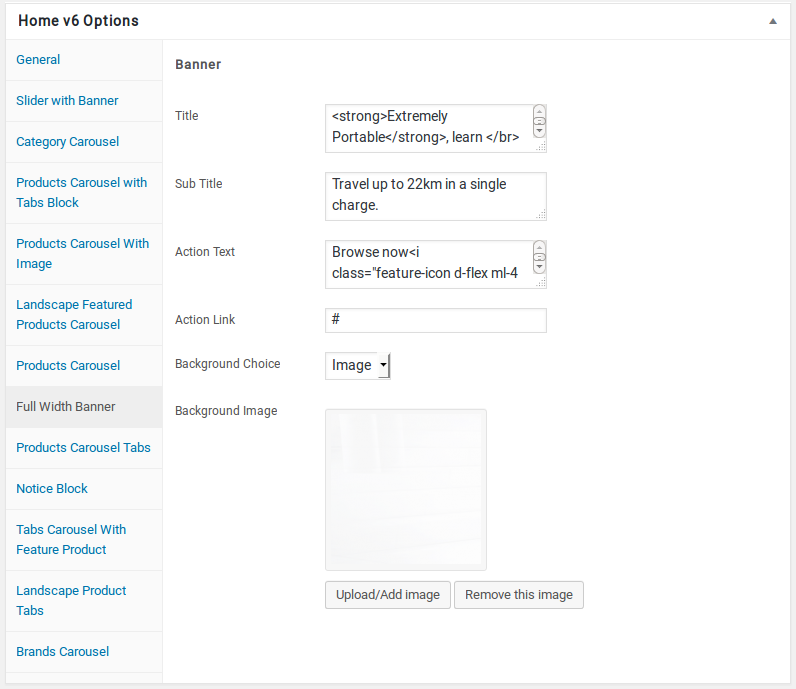 Home v6 Options
General
Slider with Banner
Category Carousel
Products Carousel with
Tabs Block
Products Carousel With
Image
Landscape Featured
Products Carousel
Products Carousel
Full Width Banner
Products Carousel Tabs
Notice Block
Tabs Carousel With
Feature Product
Landscape Product
Tabs
Brands Carousel
Banner
Title
<strong>Extremely
Portable</strong>, learn </br>
Sub Title
Travel up to 22km in a single
charge.
Action Text
Browse now<i
class="feature-icon d-flex ml-4
Action Link
#
Background Choice
Image
Background Image
Upload/Add image
Remove this image